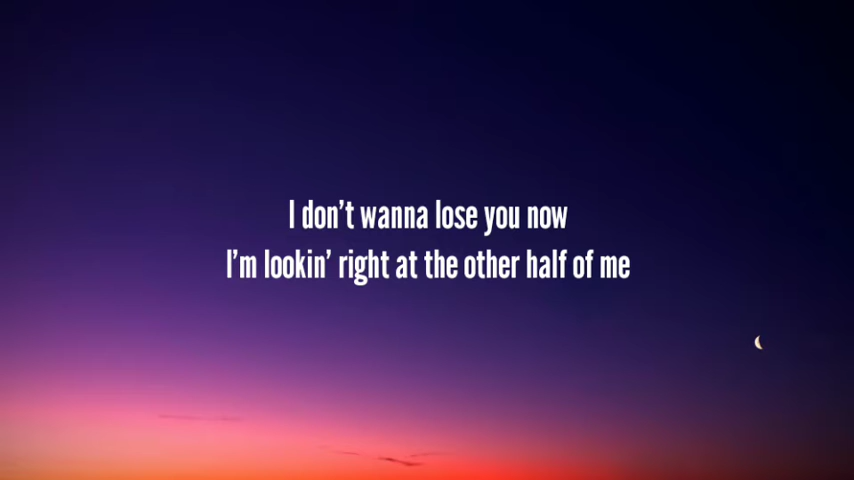 I don't wanna lose you now
I'm lookin' right at the other half of me